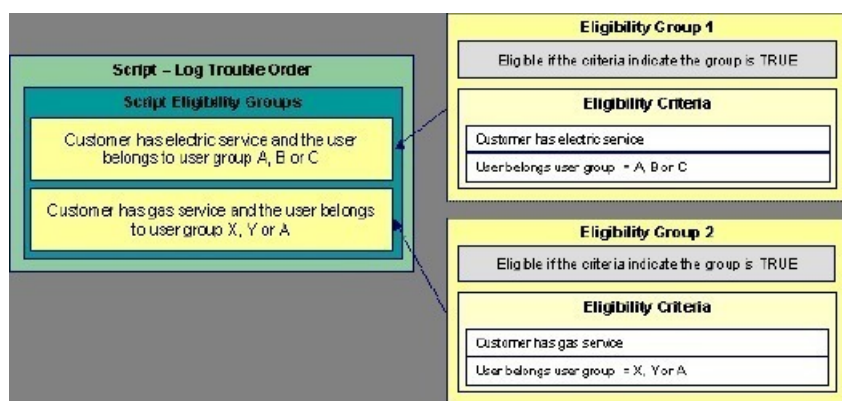 Script – Log Trouble Order
Script Eligibility Groups
Customer has electric service and the user
belongs to user group A, B or C
Customer has gas service and the user belongs
to user group X, Y or A
Eligibility Group 1
Eligible if the criteria indicate the group is TRUE
Eligibility Criteria
Customer has electric service
User belongs user group = A, B or C
Eligibility Group 2
Eligible if the criteria indicate the group is TRUE
Eligibility Criteria
Customer has gas service
User belongs user group = X, Y or A